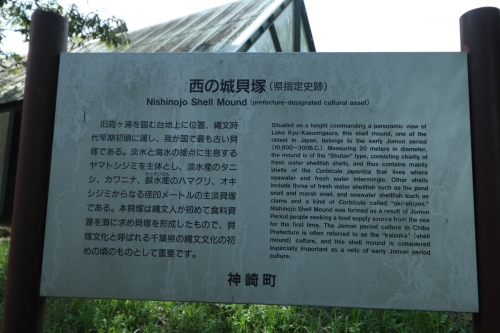 西の城貝塚（県指定史跡）
Nishinojo Shell Mound (prefecture-designated cultural asset)
旧霞ヶ浦を臨む台地上に位置、縄文時
代早期初頭に属し、我が国で最も古い貝
塚である。淡水と海水の接点に生息する
ヤマトシジミを主体とし、淡水産のタニ
シ、カワニナ、鹹水産のハマグリ、オキ
シジミからなる径20メートルの主淡貝塚
である。本貝塚は縄文人が初めて食料資
源を海に求め貝塚を形成したもので、貝
塚文化と呼ばれる千葉県の縄文文化の初
めの頃のものとして重要です。
Situated on a height commanding a panoramic view of
Lake Kyu-Kasumigaura, this shell mound, one of the
oldest in Japan, belongs to the early Jomon period
(10,000—300B.C.). Measuring 20 meters in diameter,
the mound is of the "Shutan" type, consisting chiefly of
fresh water shellfish shells, and thus contains mainly
shells of the Corbicula japonica that lives where
seawater and fresh water intermingle. Other shells
include those of fresh water shellfish such as the pond
snail and marsh snail, and seawater shellfish such as
clams and a kind of Corbicula called "oki-shijimi."
Nishinojo Shell Mound was formed as a result of Jomon
Period people seeking a food supply source from the sea
for the first time. The Jomon period culture in Chiba
Prefecture is often referred to as the "kaizuka" (shell
mound) culture, and this shell mound is considered
especially important as a relic of early Jomon period
culture.
神崎町